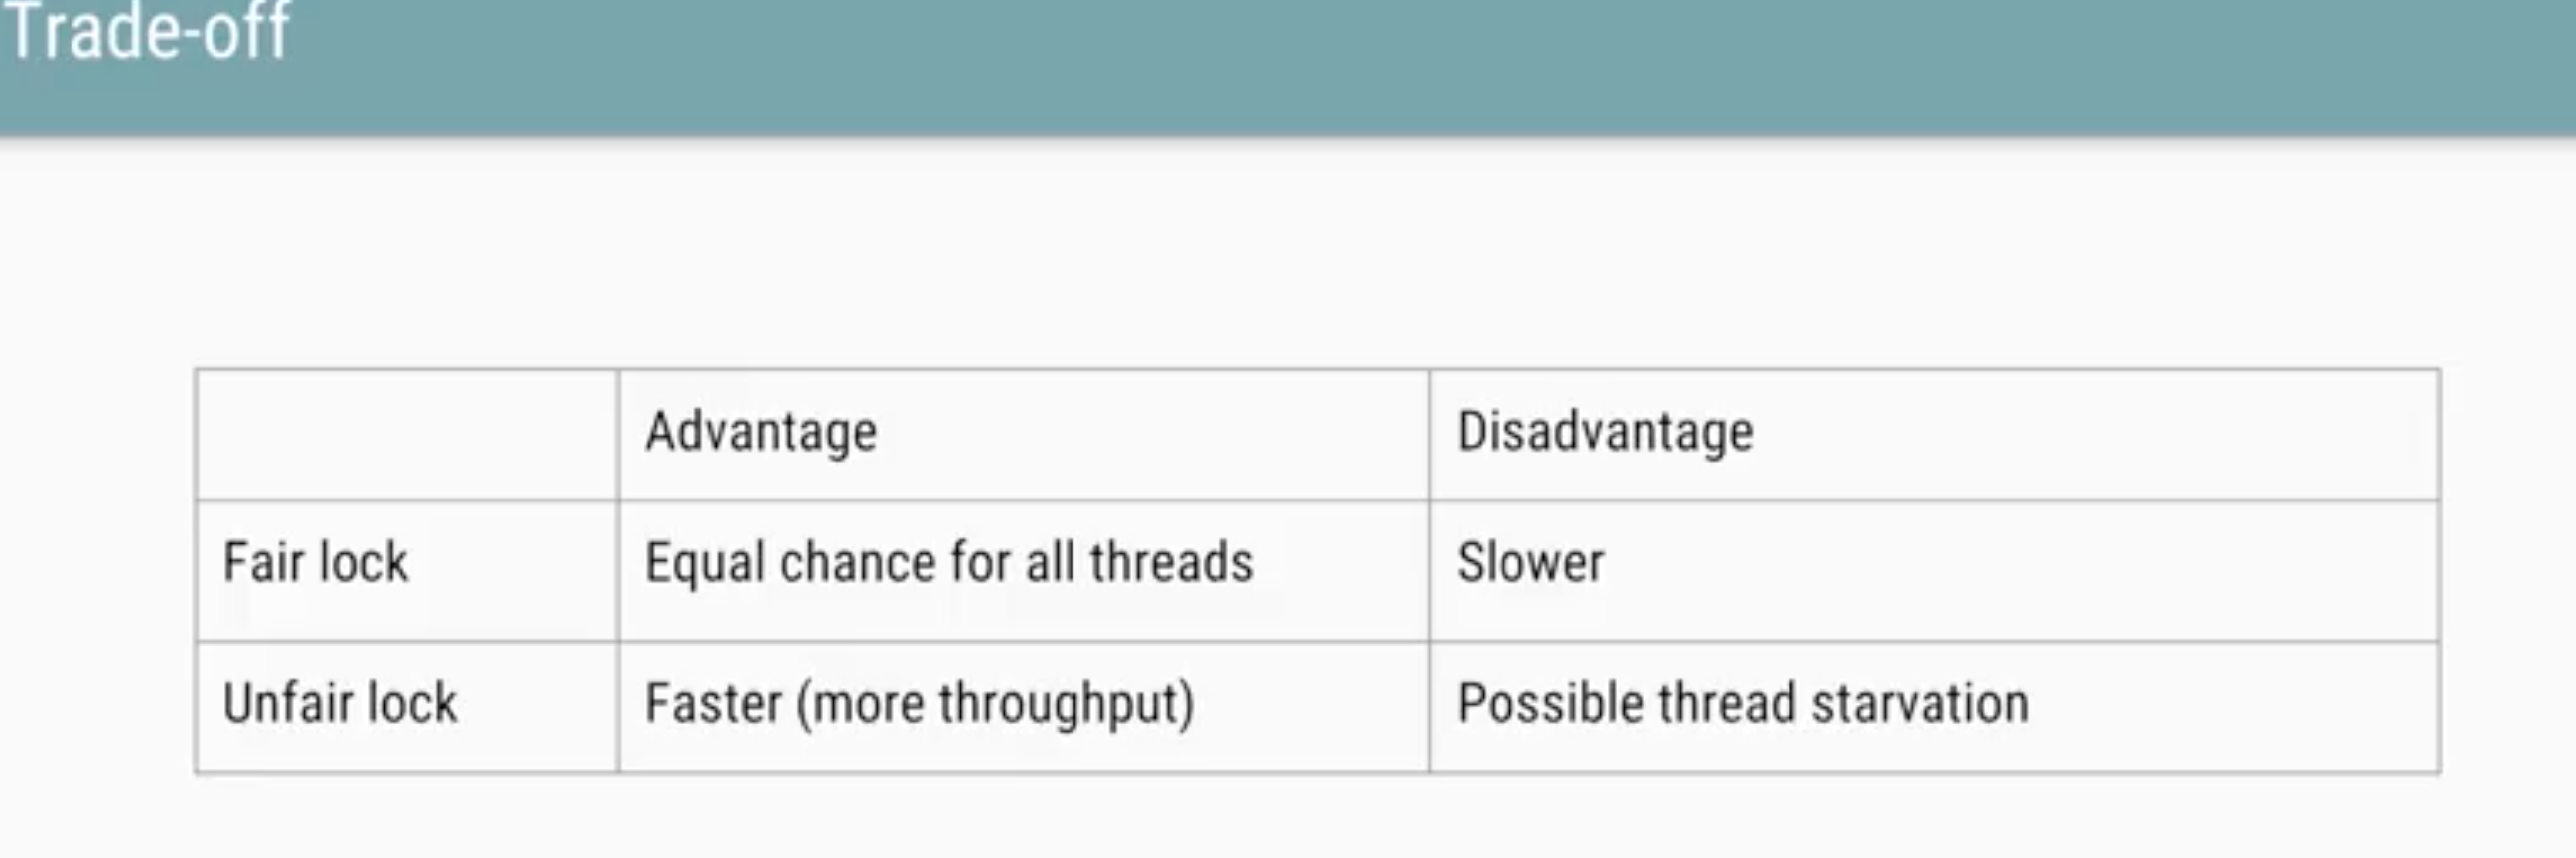 Trade-off
Advantage Disadvantage
Fair lock Equal chance for all threads Slower
Unfair lock Faster (more throughput) Possible thread starvation